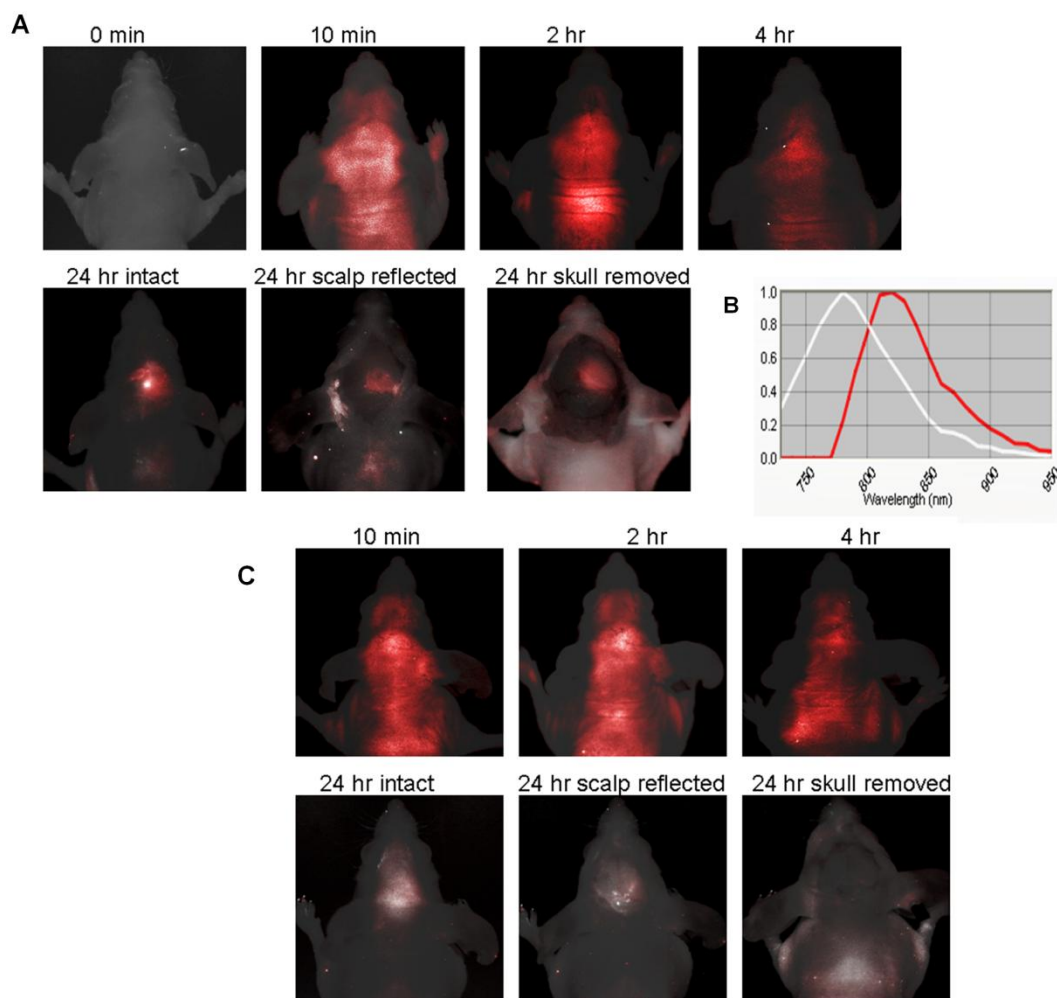 A
0 min
10 min
2 hr
4 hr
24 hr intact
24 hr scalp reflected
24 hr skull removed
B
1.0
0.8
0.6
0.4
0.2
0.0
750
800
850
900
950
Wavelength (nm)
C
10 min
2 hr
4 hr
24 hr intact
24 hr scalp reflected
24 hr skull removed